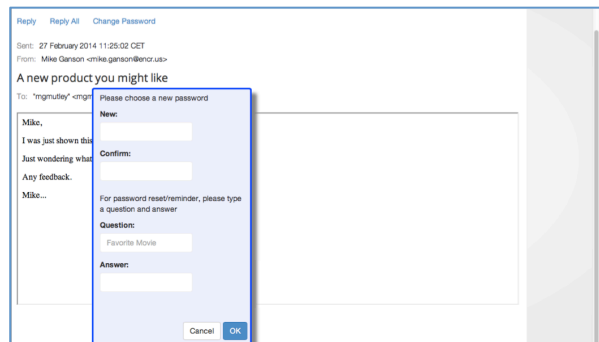 Reply Reply All Change Password
Sent: 27 February 2014 11:25:02 CET
From: Mike Ganson <mike.ganson@encr.us>
A new product you might like
To: "mgmutley" <mgm
Please choose a new password
New:
Mike,
I was just shown this
Confirm:
Just wondering what
Any feedback.
Mike...
For password reset/reminder, please type
a question and answer
Question:
Favorite Movie
Answer:
Cancel OK